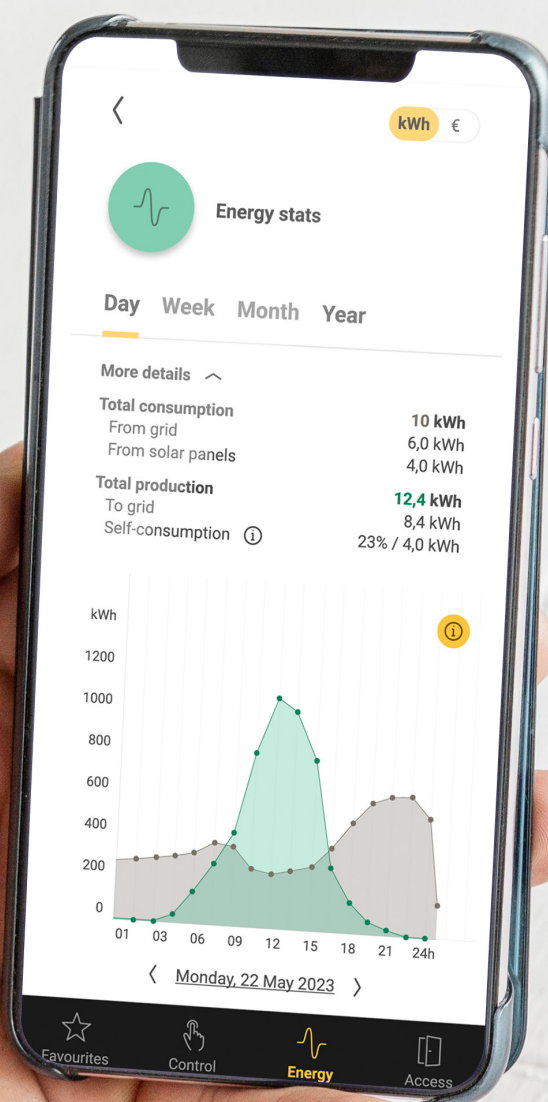 kWh €
Energy stats
Day Week Month Year
More details
Total consumption 10 kWh
From grid 6,0 kWh
From solar panels 4,0 kWh
Total production 12,4 kWh
To grid 8,4 kWh
Self-consumption i 23% / 4,0 kWh
kWh i
1200
1000
800
600
400
200
0
01 03 06 09 12 15 18 21 24h
Monday, 22 May 2023
Favourites Control Energy Access